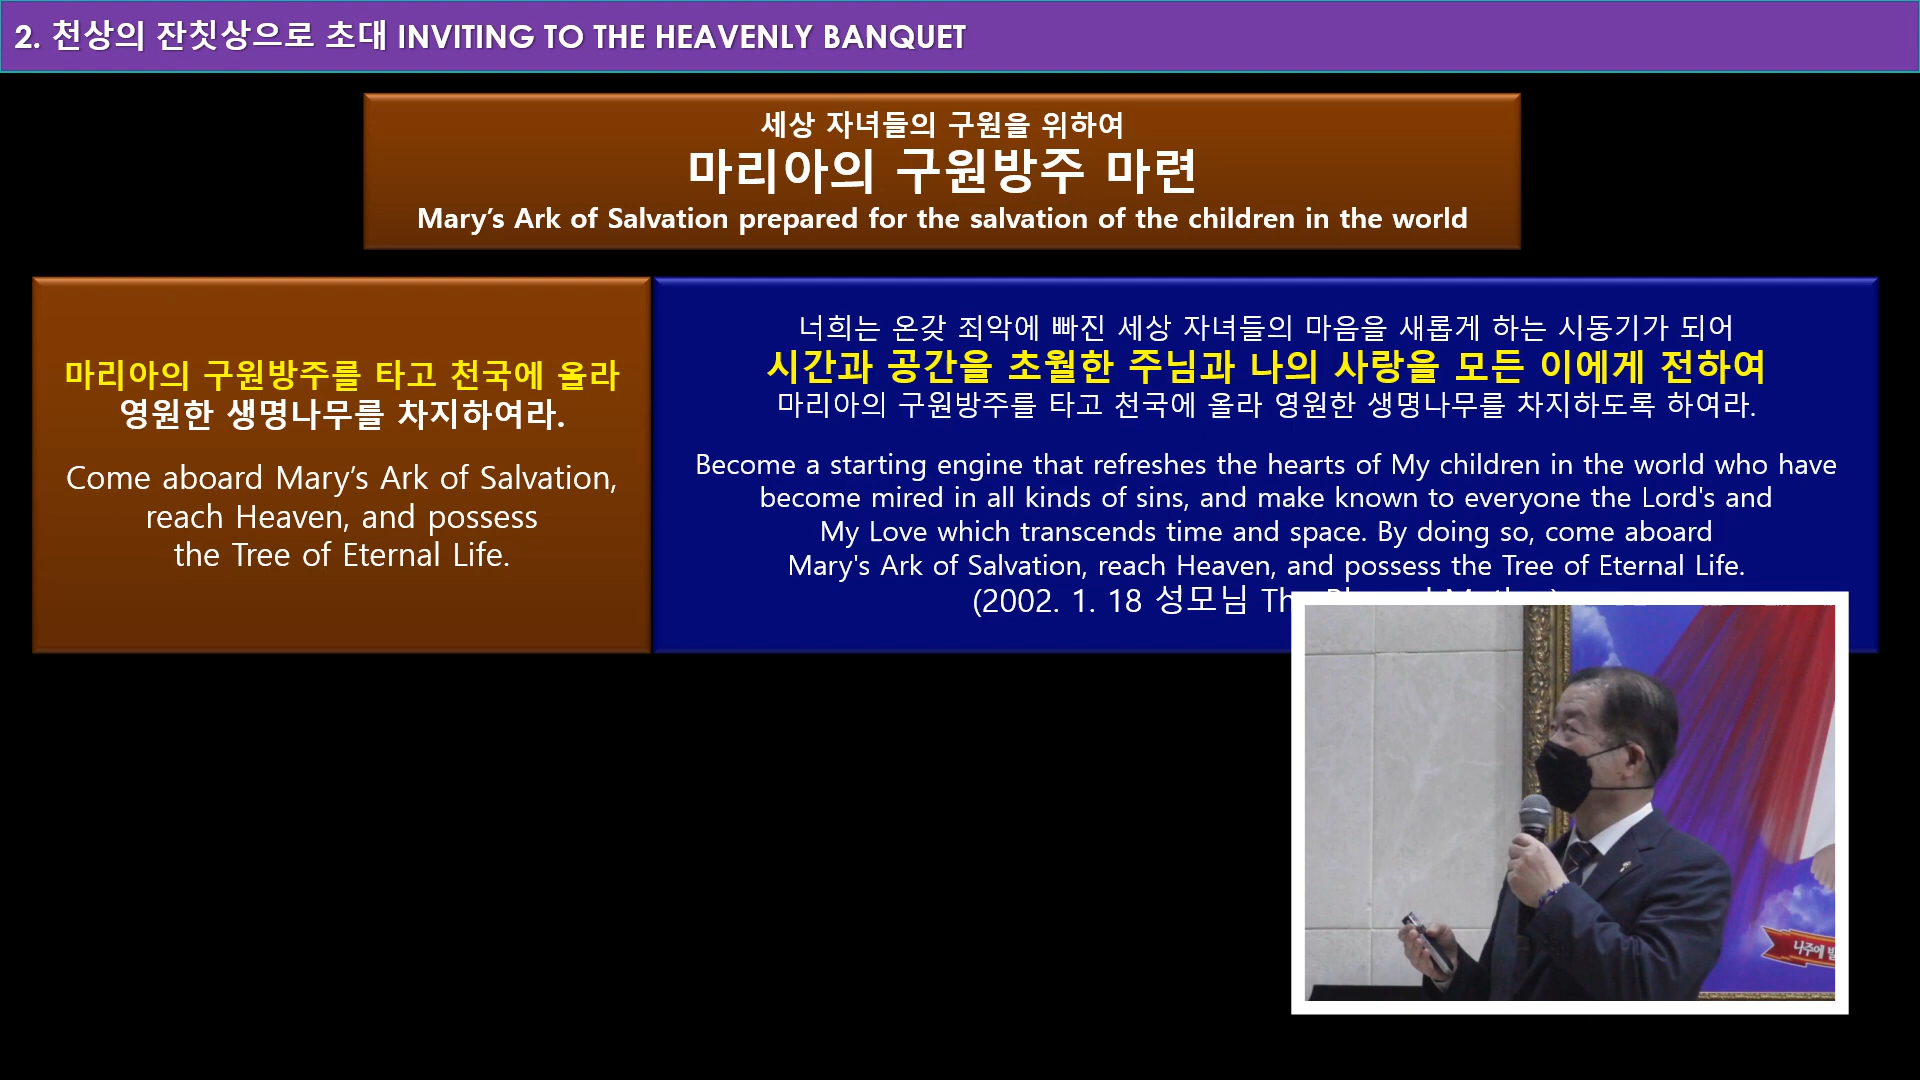 2. 천상의 잔칫상으로 초대 INVITING TO THE HEAVENLY BANQUET
세상 자녀들의 구원을 위하여
마리아의 구원방주 마련
Mary’s Ark of Salvation prepared for the salvation of the children in the world
마리아의 구원방주를 타고 천국에 올라
영원한 생명나무를 차지하여라.
Come aboard Mary’s Ark of Salvation,
reach Heaven, and possess
the Tree of Eternal Life.
너희는 온갖 죄악에 빠진 세상 자녀들의 마음을 새롭게 하는 시동기가 되어
시간과 공간을 초월한 주님과 나의 사랑을 모든 이에게 전하여
마리아의 구원방주를 타고 천국에 올라 영원한 생명나무를 차지하도록 하여라.
Become a starting engine that refreshes the hearts of My children in the world who have
become mired in all kinds of sins, and make known to everyone the Lord's and
My Love which transcends time and space. By doing so, come aboard
Mary's Ark of Salvation, reach Heaven, and possess the Tree of Eternal Life.
(2002. 1. 18 성모님
나주에